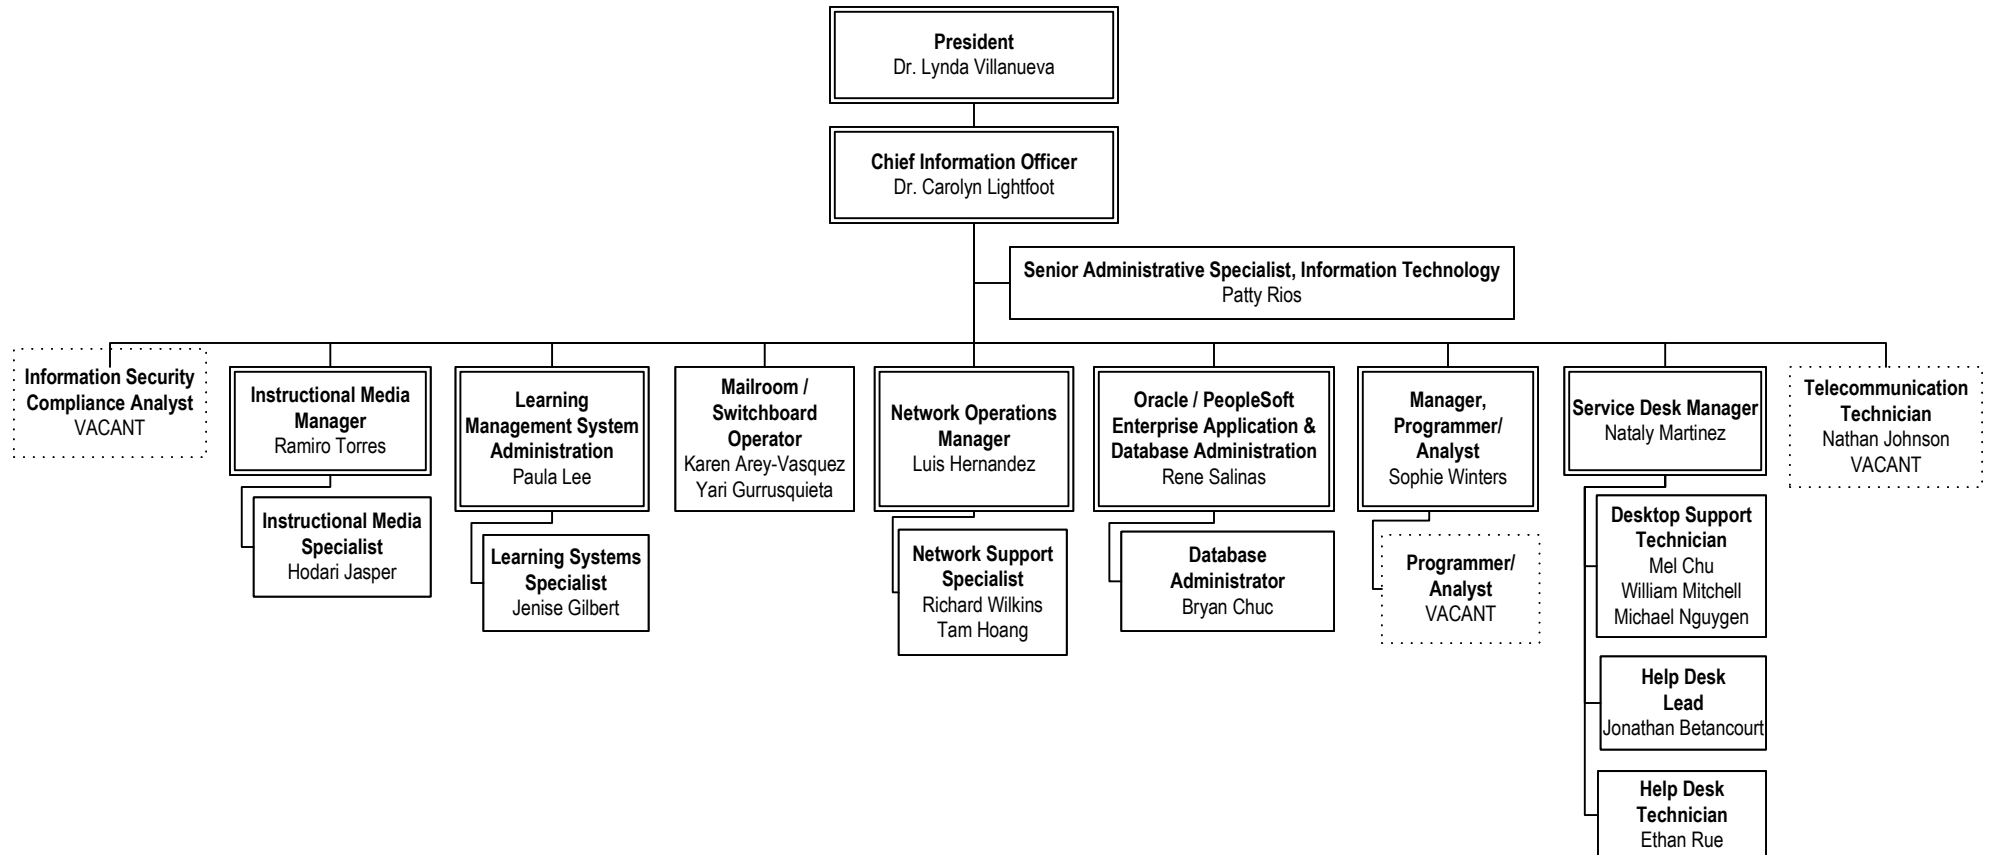 President
Dr. Lynda Villanueva
Chief Information Officer
Dr. Carolyn Lightfoot
Senior Administrative Specialist, Information Technology
Patty Rios
Information Security
Compliance Analyst
VACANT
Instructional Media
Manager
Ramiro Torres
Instructional Media
Specialist
Hodari Jasper
Learning
Management System
Administration
Paula Lee
Learning Systems
Specialist
Jenise Gilbert
Mailroom /
Switchboard
Operator
Karen Arey-Vasquez
Yari Gurrusquieta
Network Operations
Manager
Luis Hernandez
Network Support
Specialist
Richard Wilkins
Tam Hoang
Oracle / PeopleSoft
Enterprise Application &
Database Administration
Rene Salinas
Database
Administrator
Bryan Chuc
Manager,
Programmer/
Analyst
Sophie Winters
Programmer/
Analyst
VACANT
Service Desk Manager
Nataly Martinez
Desktop Support
Technician
Mel Chu
William Mitchell
Michael Nguygen
Help Desk
Lead
Jonathan Betancourt
Help Desk
Technician
Ethan Rue
Telecommunication
Technician
Nathan Johnson
VACANT